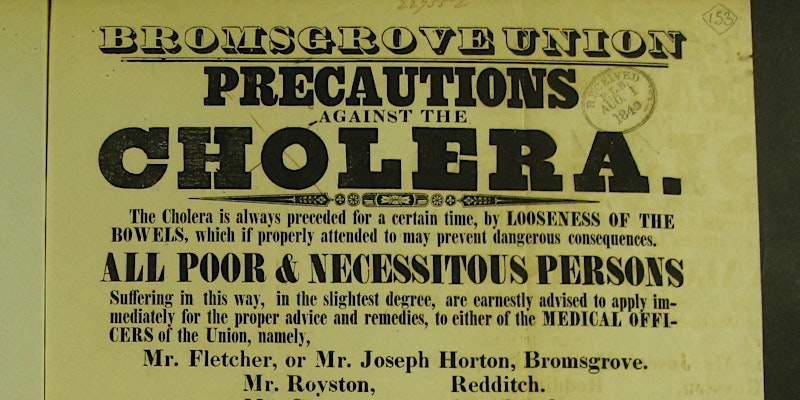 22755-2
153
BROMSGROVE UNION
PRECAUTIONS
AGAINST THE
CHOLERA.
RECEIVED
P.L.B.
AUG 1
1849
The Cholera is always preceded for a certain time, by LOOSENESS OF THE
BOWELS, which if properly attended to may prevent dangerous consequences.
ALL POOR & NECESSITOUS PERSONS
Suffering in this way, in the slightest degree, are earnestly advised to apply im-
mediately for the proper advice and remedies, to either of the MEDICAL OFFI-
CERS of the Union, namely,
Mr. Fletcher, or Mr. Joseph Horton, Bromsgrove.
Mr. Royston, Redditch.